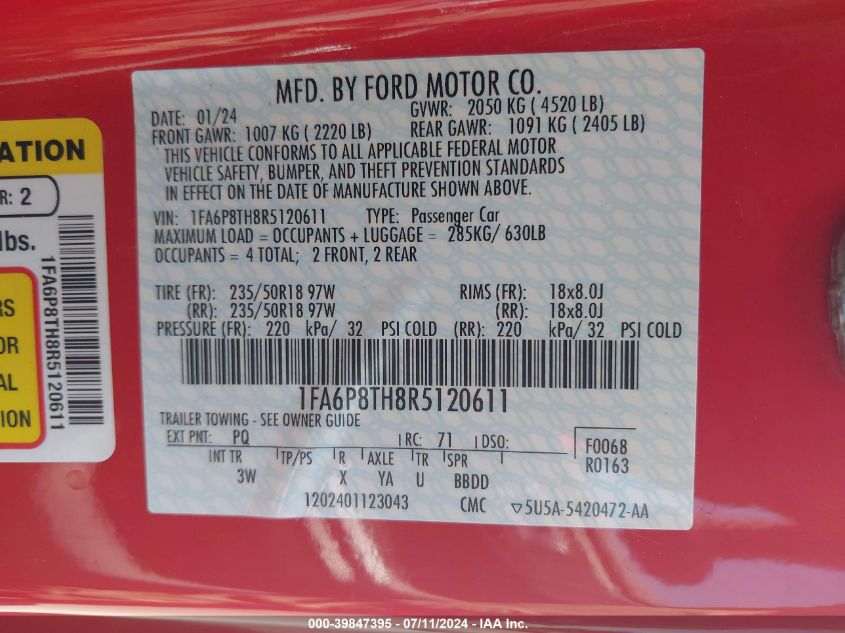 MFD. BY FORD MOTOR CO.
DATE: 01/24 GVWR: 2050 KG ( 4520 LB)
FRONT GAWR: 1007 KG ( 2220 LB) REAR GAWR: 1091 KG ( 2405 LB)
THIS VEHICLE CONFORMS TO ALL APPLICABLE FEDERAL MOTOR
VEHICLE SAFETY, BUMPER, AND THEFT PREVENTION STANDARDS
IN EFFECT ON THE DATE OF MANUFACTURE SHOWN ABOVE.
VIN: 1FA6P8TH8R5120611 TYPE: Passenger Car
MAXIMUM LOAD = OCCUPANTS + LUGGAGE = 285KG/ 630LB
OCCUPANTS = 4 TOTAL; 2 FRONT, 2 REAR
TIRE (FR): 235/50R18 97W RIMS (FR): 18x8.0J
(RR): 235/50R18 97W (RR): 18x8.0J
PRESSURE (FR): 220 kPa/ 32 PSI COLD (RR): 220 kPa/ 32 PSI COLD
1FA6P8TH8R5120611
TRAILER TOWING - SEE OWNER GUIDE
EXT PNT: PQ RC: 71 DSO: F0068
R0163
INT TR TP/PS R AXLE TR SPR
3W X YA U BBDD
1202401123043 CMC ▽5U5A-5420472-AA
ATION
R: 2
lbs.
RS
OR
AL
ION
1FA6P8TH8R5120611
000-39847395 - 07/11/2024 - IAA Inc.